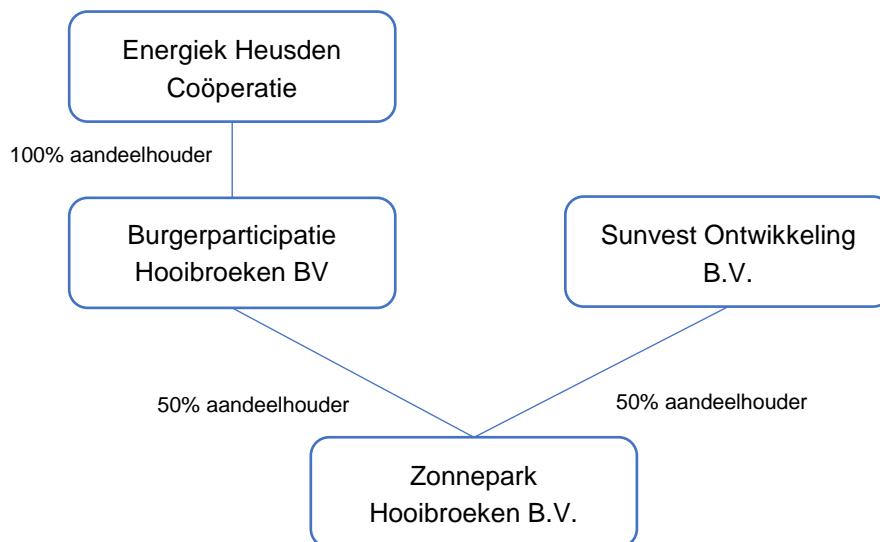 Energiek Heusden
Coöperatie
100% aandeelhouder
Burgerparticipatie
Hooibroeken BV
Sunvest Ontwikkeling
B.V.
50% aandeelhouder
50% aandeelhouder
Zonnepark
Hooibroeken B.V.